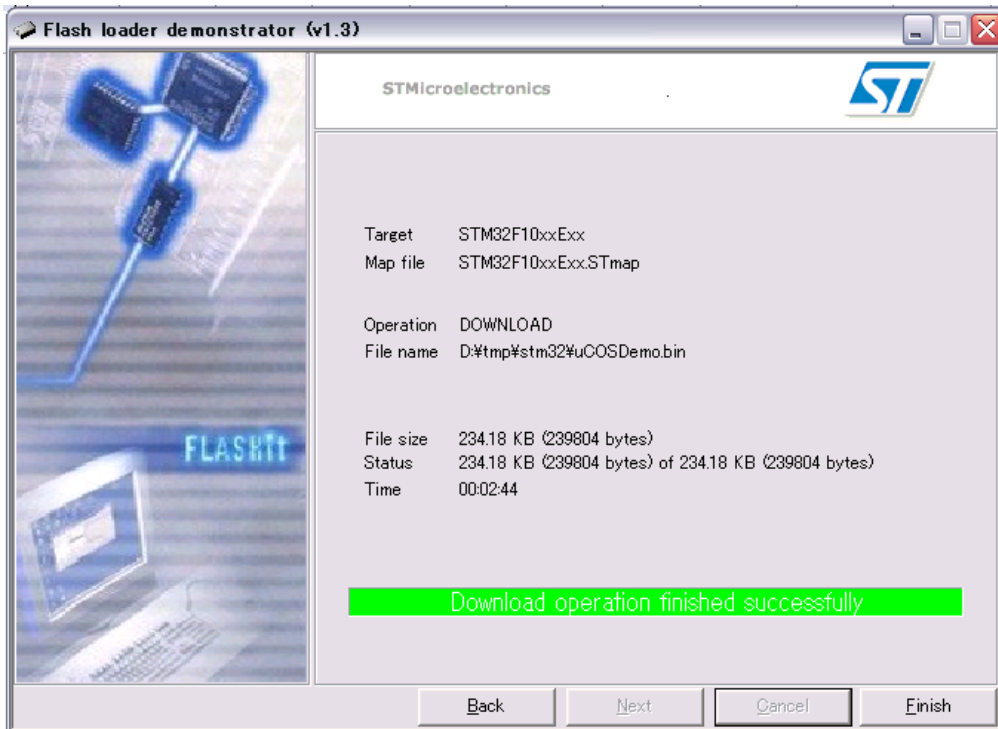 Flash loader demonstrator (v1.3)
STMicroelectronics
ST
Target STM32F10xxExx
Map file STM32F10xxExx.STmap
Operation DOWNLOAD
File name D:¥tmp¥stm32¥uCOSDemo.bin
FLASHit
File size 234.18 KB (239804 bytes)
Status 234.18 KB (239804 bytes) of 234.18 KB (239804 bytes)
Time 00:02:44
Download operation finished successfully
Back Next Cancel Finish